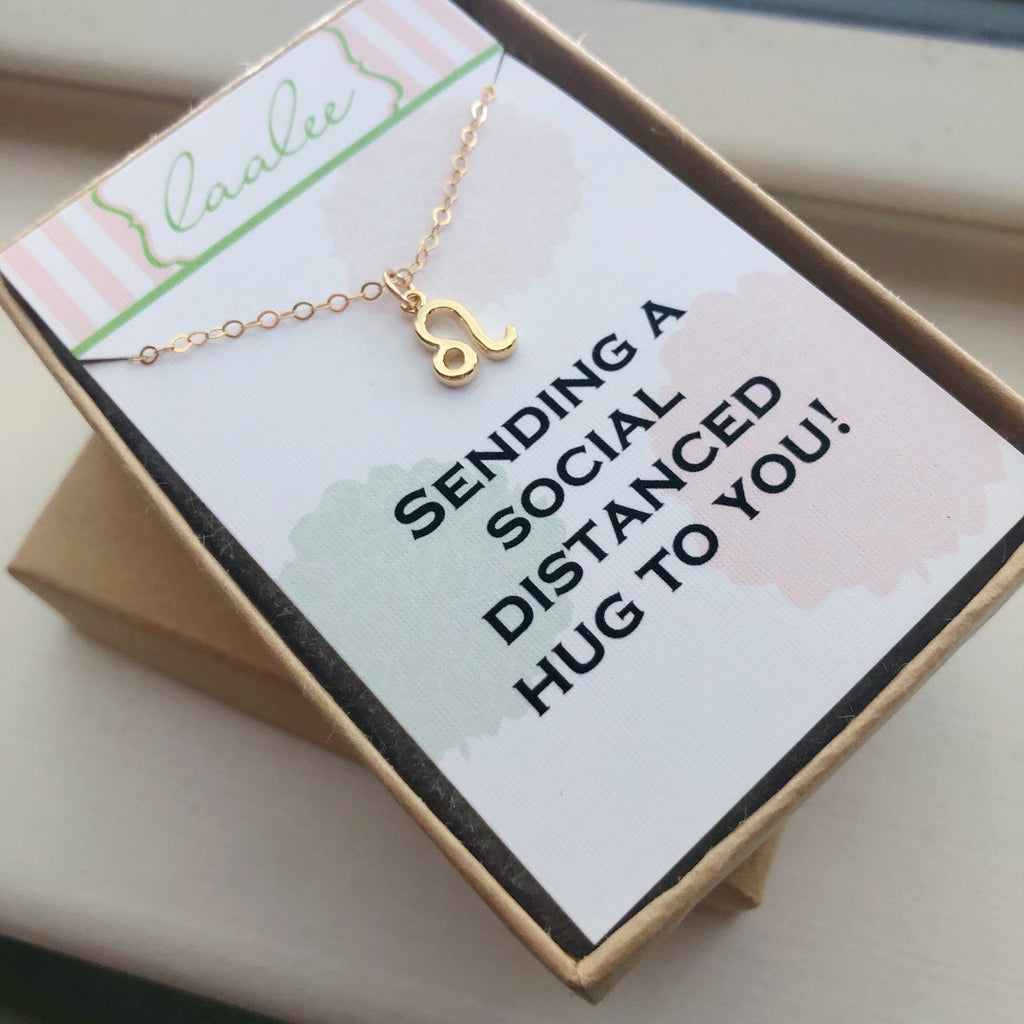 laalee
SENDING A
SOCIAL
DISTANCED
HUG TO YOU!